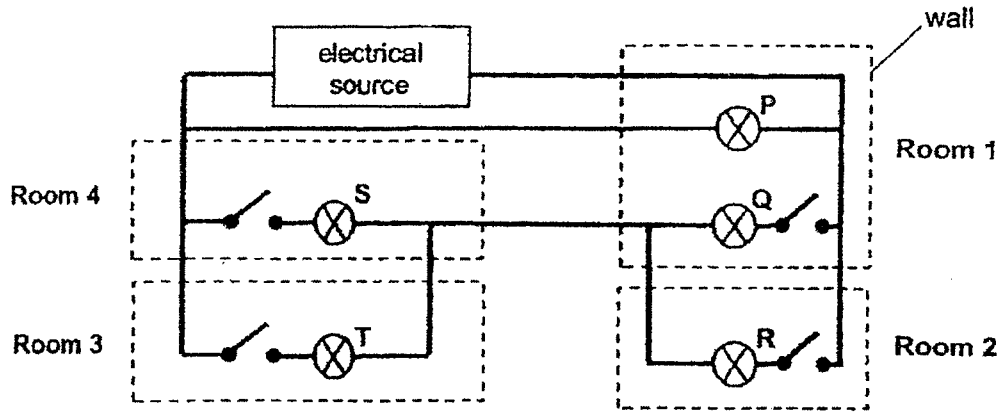 wall
electrical
source
P
Room 1
Room 4
S
Q
Room 3
T
R
Room 2